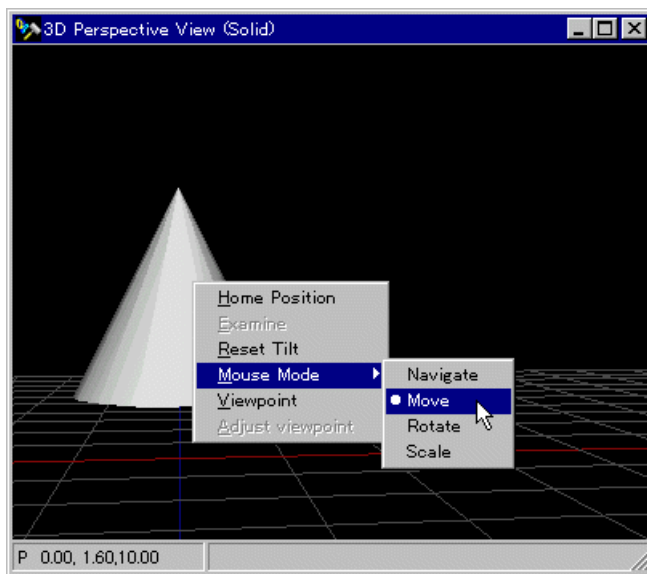 3D Perspective View (Solid)
Home Position
Examine
Reset Tilt
Mouse Mode
Viewpoint
Adjust viewpoint
Navigate
Move
Rotate
Scale
P 0.00, 1.60,10.00